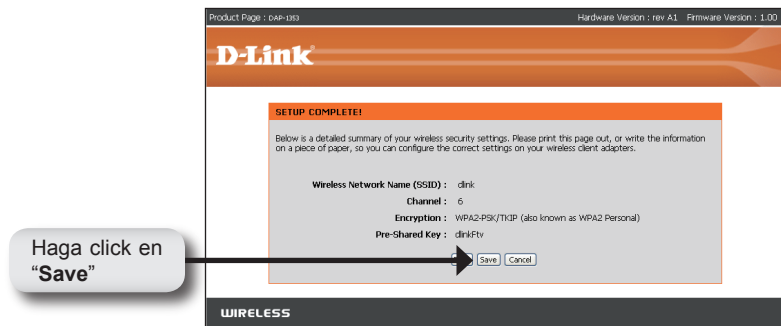 Product Page : DAP-1353 Hardware Version : rev A1 Firmware Version : 1.00
D-Link
SETUP COMPLETE!
Below is a detailed summary of your wireless security settings. Please print this page out, or write the information
on a piece of paper, so you can configure the correct settings on your wireless client adapters.
Wireless Network Name (SSID) : dlink
Channel : 6
Encryption : WPA2-PSK/TKIP (also known as WPA2 Personal)
Pre-Shared Key : dlinkFtv
Save Cancel
Haga click en
“Save”
WIRELESS